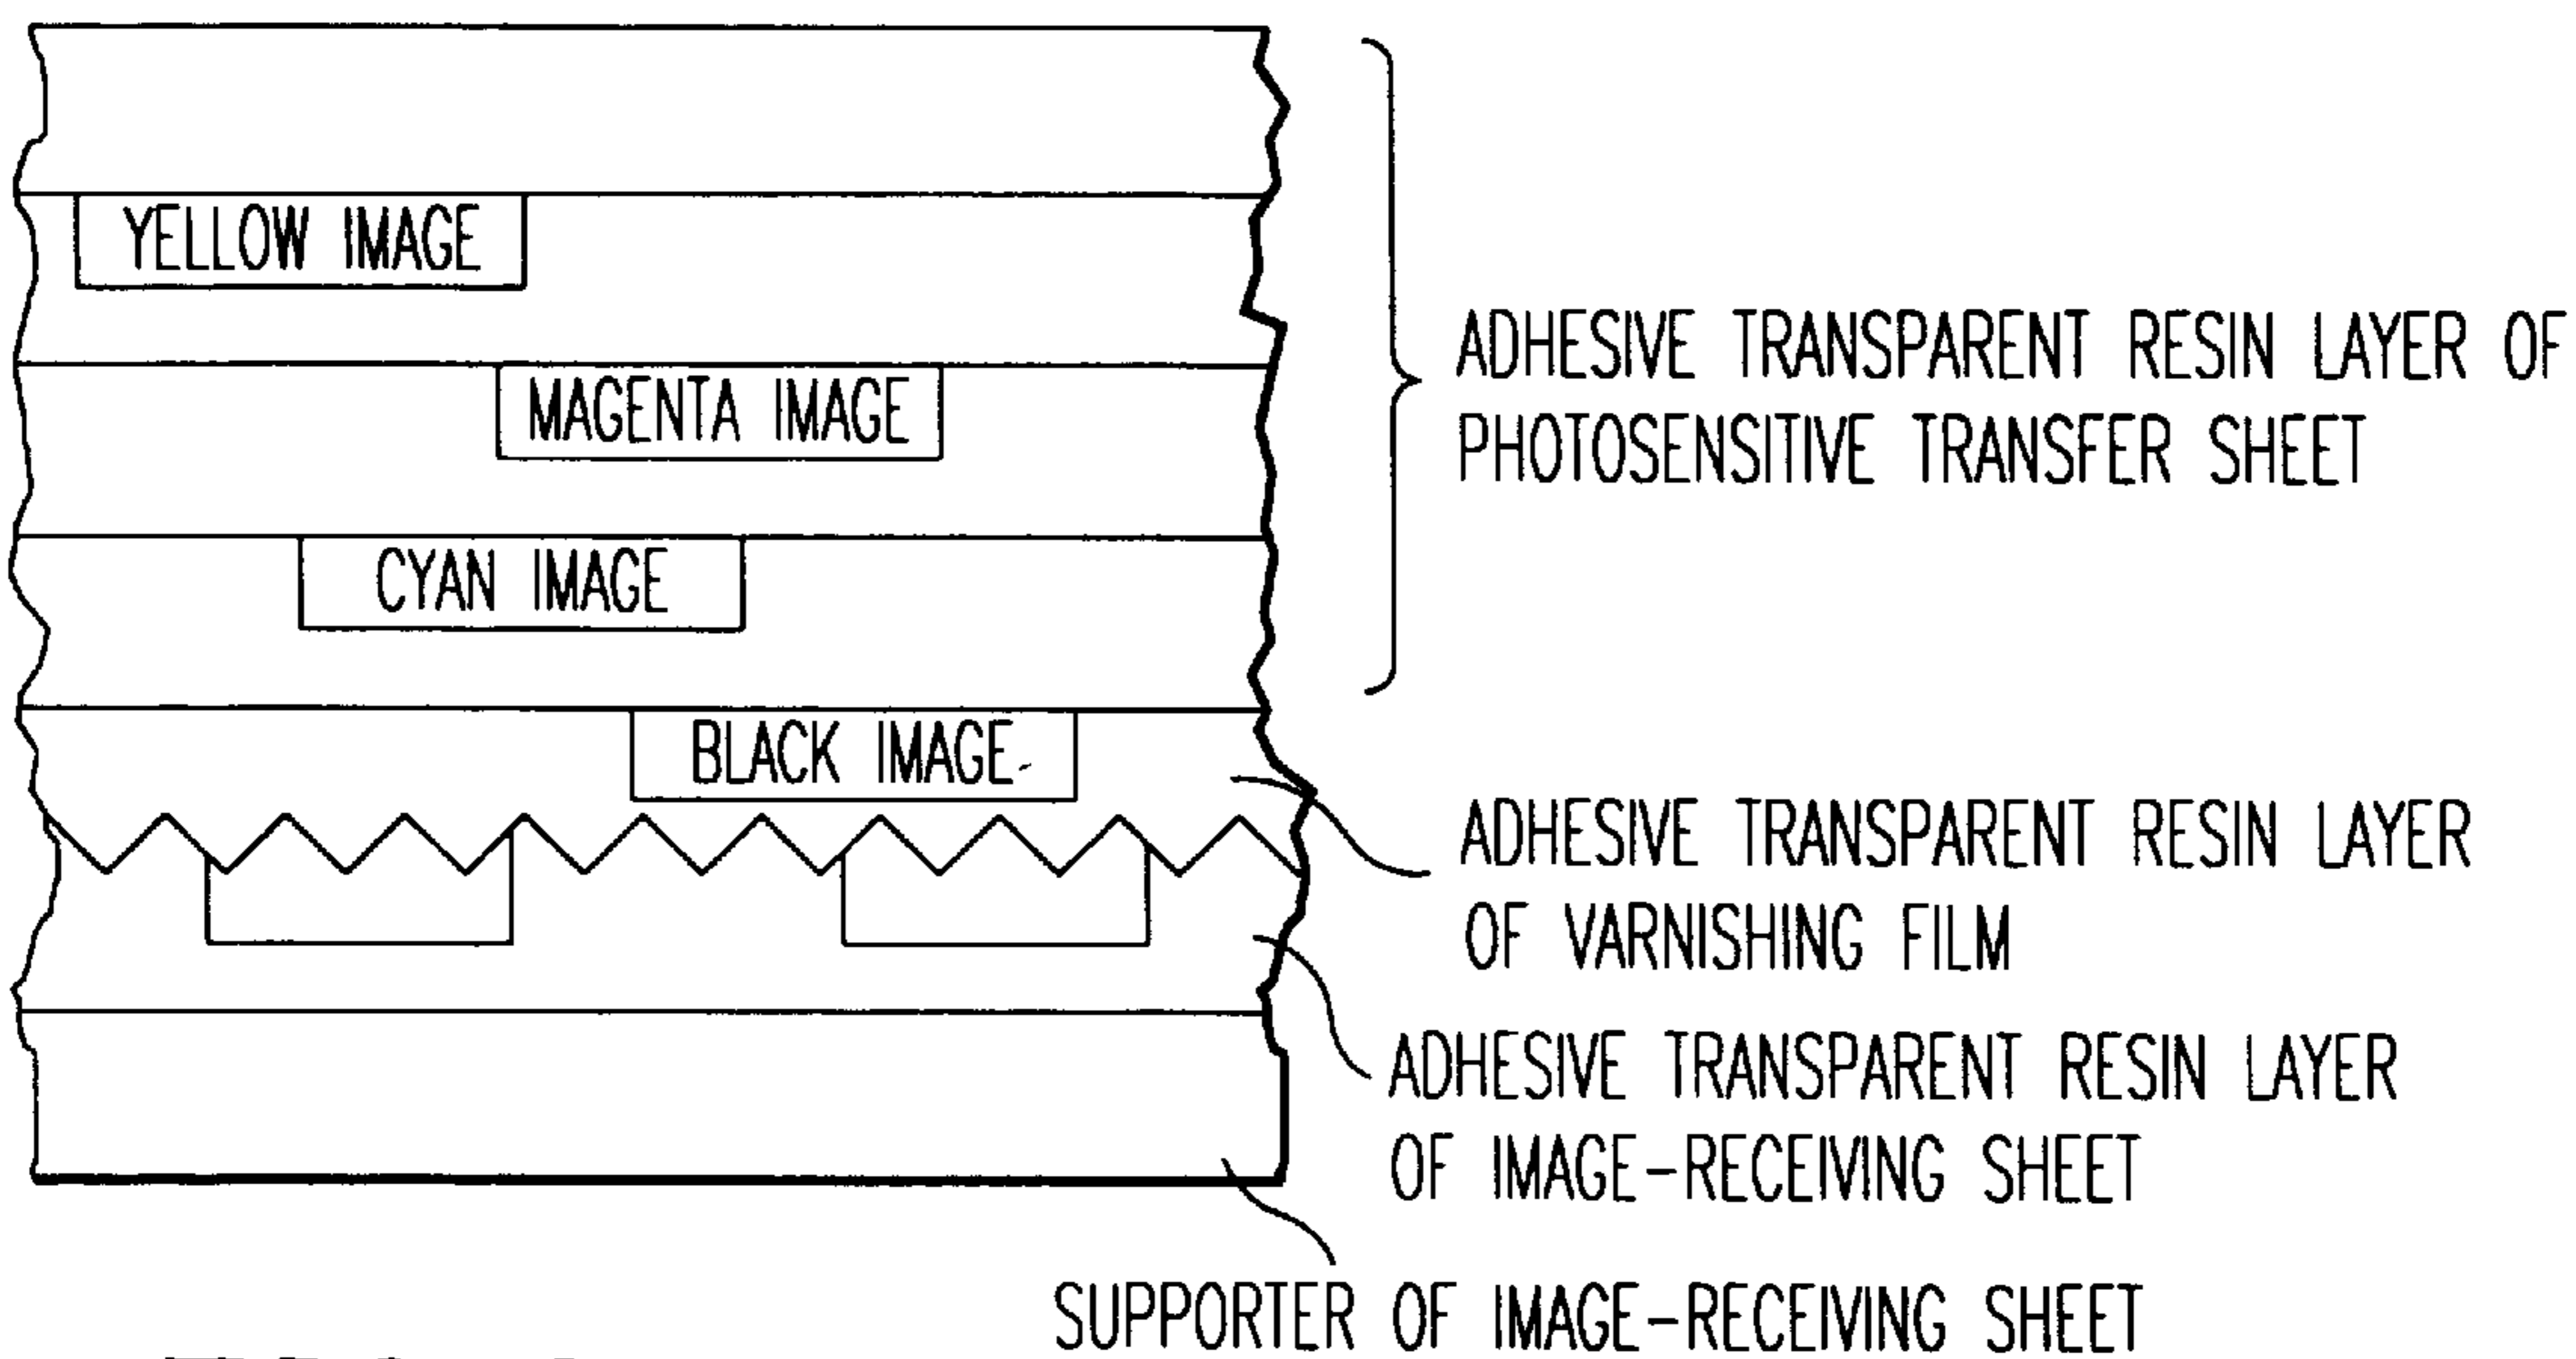 YELLOW IMAGE
MAGENTA IMAGE
CYAN IMAGE
BLACK IMAGE
ADHESIVE TRANSPARENT RESIN LAYER OF
PHOTOSENSITIVE TRANSFER SHEET
ADHESIVE TRANSPARENT RESIN LAYER
OF VARNISHING FILM
ADHESIVE TRANSPARENT RESIN LAYER
OF IMAGE-RECEIVING SHEET
SUPPORTER OF IMAGE-RECEIVING SHEET